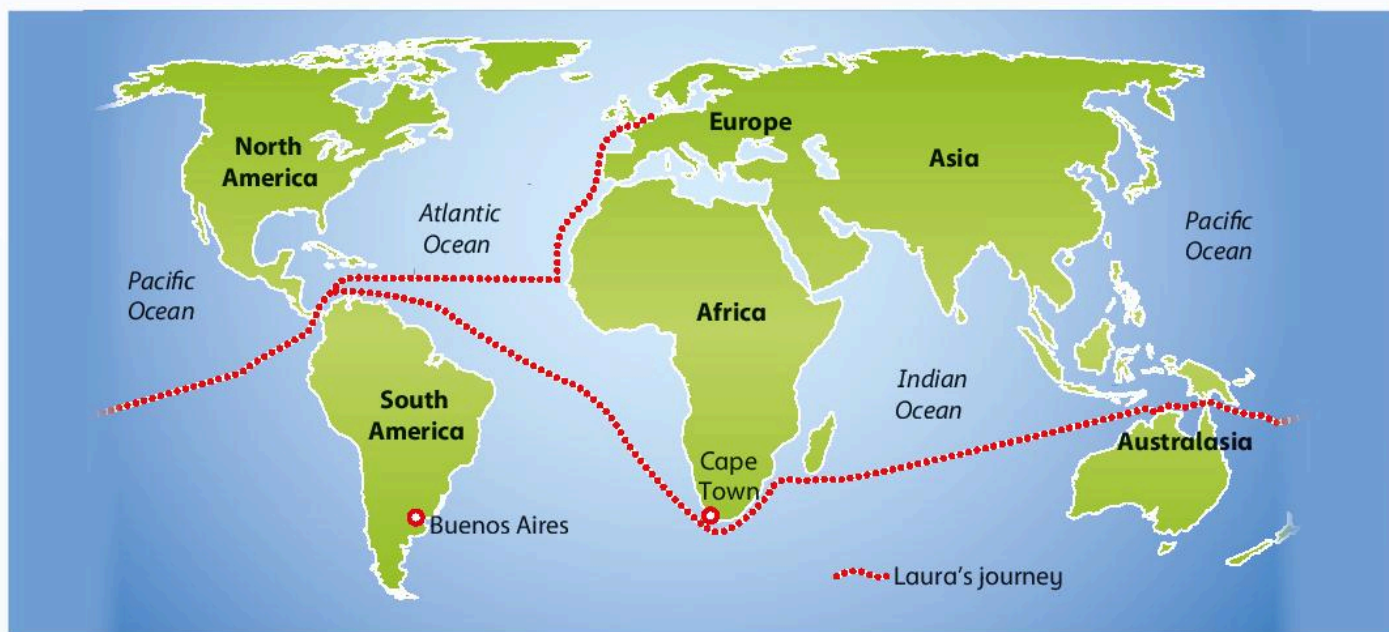 North
America
Europe
Asia
Atlantic
Ocean
Pacific
Ocean
Pacific
Ocean
Africa
Indian
Ocean
South
America
Australasia
Cape
Town
Buenos Aires
Laura's journey